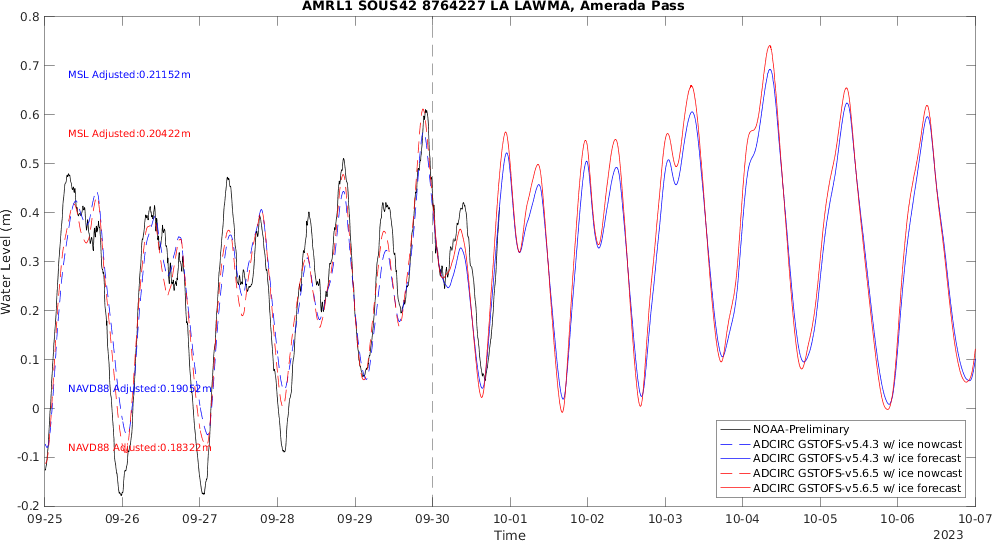 AMRL1 SOUS42 8764227 LA LAWMA, Amerada Pass
0.8
0.7
0.6
0.5
0.4
0.3
0.2
0.1
0
-0.1
-0.2
Water Level (m)
MSL Adjusted:0.21152m
MSL Adjusted:0.20422m
NAVD88 Adjusted:0.19052m
NAVD88 Adjusted:0.18322m
NOAA-Preliminary
ADCIRC GSTOFS-v5.4.3 w/ ice nowcast
ADCIRC GSTOFS-v5.4.3 w/ ice forecast
ADCIRC GSTOFS-v5.6.5 w/ ice nowcast
ADCIRC GSTOFS-v5.6.5 w/ ice forecast
09-25 09-26 09-27 09-28 09-29 09-30 10-01 10-02 10-03 10-04 10-05 10-06 10-07
Time
2023